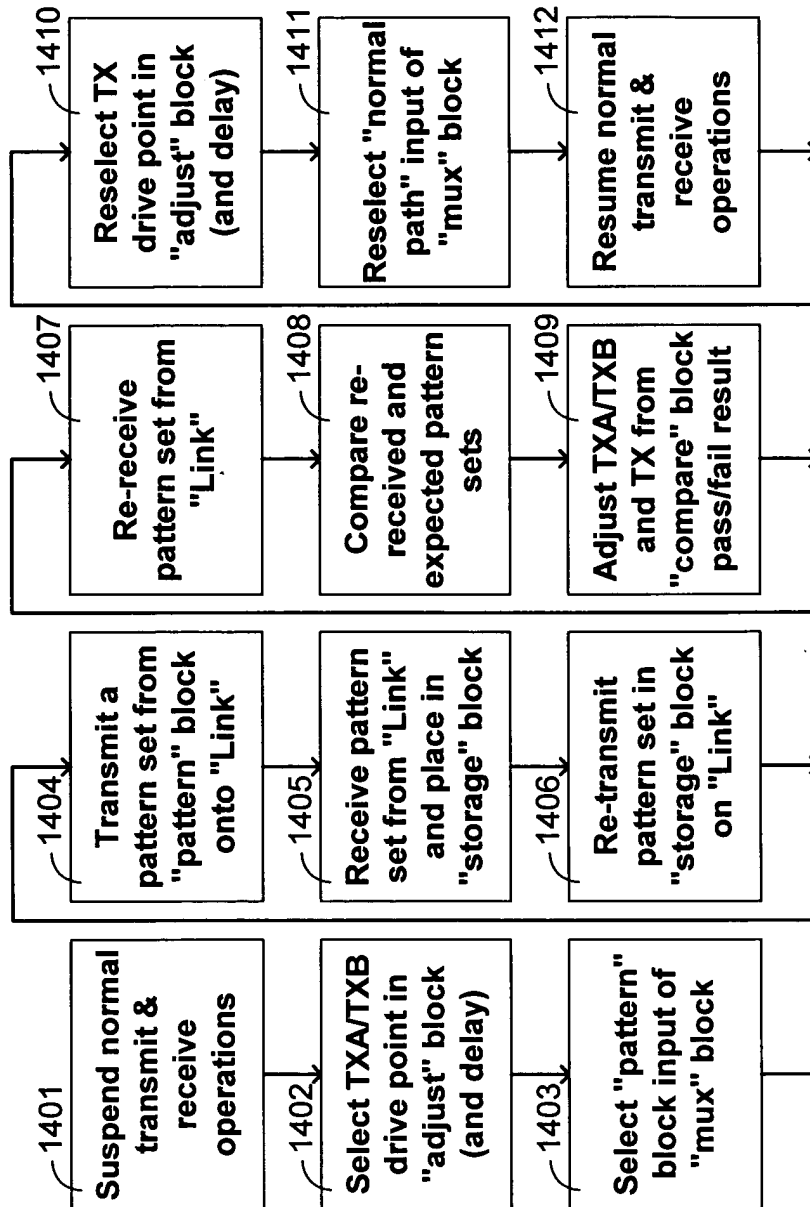 1401
Suspend normal
transmit &
receive
operations
1402
Select TXA/TXB
drive point in
"adjust" block
(and delay)
1403
Select "pattern"
block input of
"mux" block
1404
Transmit a
pattern set from
"pattern" block
onto "Link"
1405
Receive pattern
set from "Link"
and place in
"storage" block
1406
Re-transmit
pattern set in
"storage" block
on "Link"
1407
Re-receive
pattern set from
"Link"
1408
Compare re-
received and
expected pattern
sets
1409
Adjust TXA/TXB
and TX from
"compare" block
pass/fail result
1410
Reselect TX
drive point in
"adjust" block
(and delay)
1411
Reselect "normal
path" input of
"mux" block
1412
Resume normal
transmit &
receive
operations